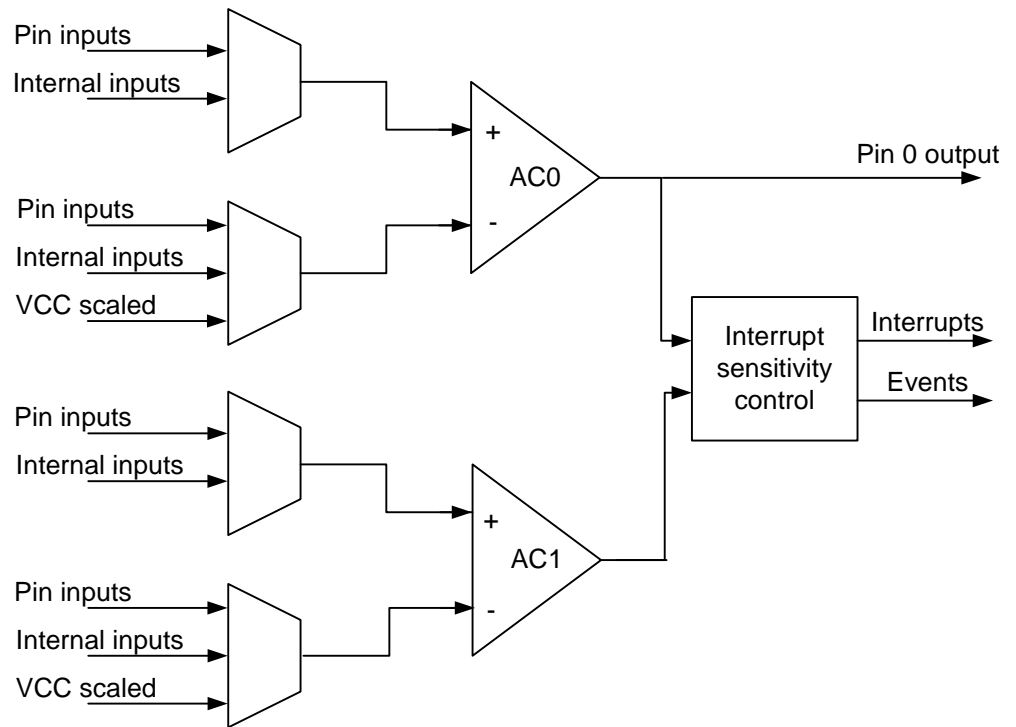 Pin inputs
Internal inputs
+
AC0
-
Pin 0 output
Pin inputs
Internal inputs
VCC scaled
Interrupt
sensitivity
control
Interrupts
Events
Pin inputs
Internal inputs
+
AC1
-
Pin inputs
Internal inputs
VCC scaled